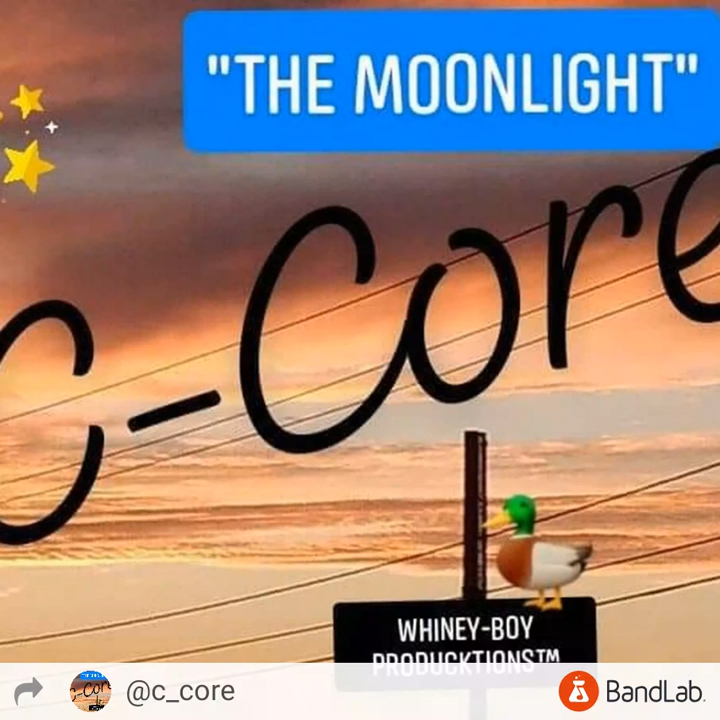 "THE MOONLIGHT"
C-Core
WHINEY-BOY
PRODUCKTIONS™
@c_core
BandLab.